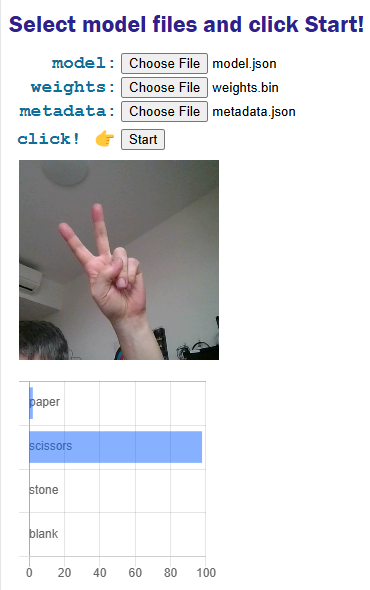 Select model files and click Start!
model: Choose File model.json
weights: Choose File weights.bin
metadata: Choose File metadata.json
click! 👉 Start
paper
scissors
stone
blank
0 20 40 60 80 100